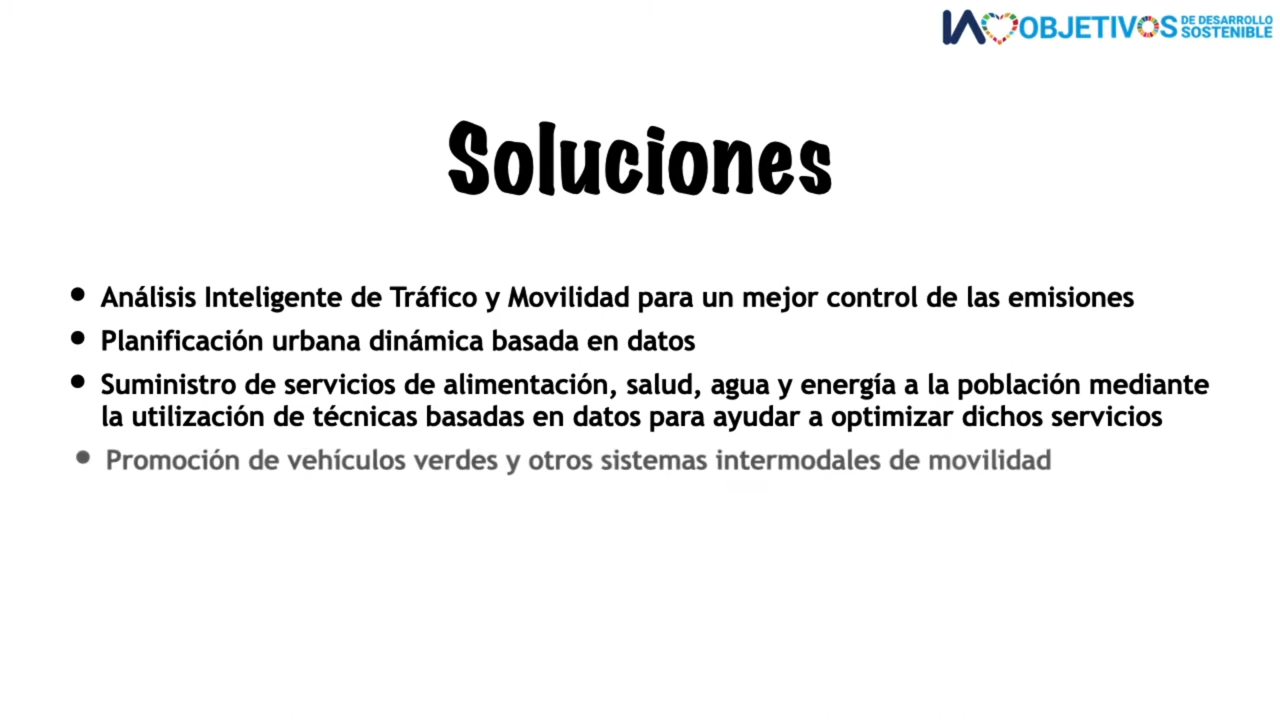 IA OBJETIVOS DE DESARROLLO SOSTENIBLE
Soluciones
• Análisis Inteligente de Tráfico y Movilidad para un mejor control de las emisiones
• Planificación urbana dinámica basada en datos
• Suministro de servicios de alimentación, salud, agua y energía a la población mediante
la utilización de técnicas basadas en datos para ayudar a optimizar dichos servicios
• Promoción de vehículos verdes y otros sistemas intermodales de movilidad